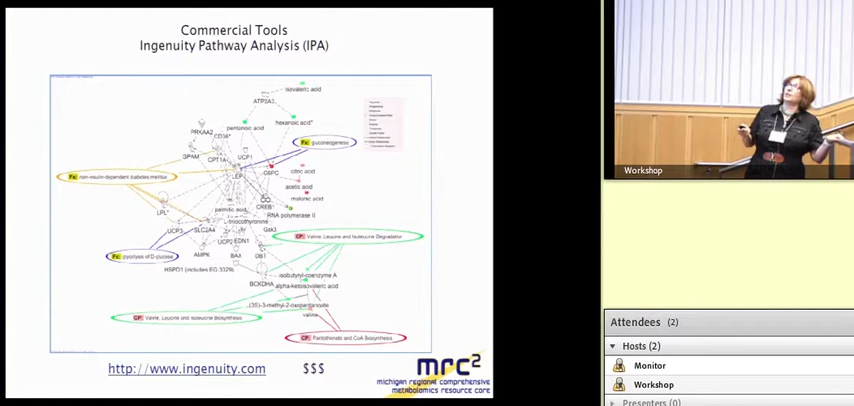 Commercial Tools
Ingenuity Pathway Analysis (IPA)
isovaleric acid
ATP2A1
pentanoic acid
hexanoic acid*
PRKAA2
CD36*
Fx: gluconeogenesis
GPAM
CPT1A
UCP1
LEP
G6PC
citric acid
Fx: non-insulin-dependent diabetes mellitus
acetic acid
malonic acid
LPL*
palmitic acid
CREB
RNA polymerase II
L-triiodothyronine
UCP3
SLC2A4
Gsk3
UCP2
EDN1
CP: Valine, Leucine and Isoleucine Degradation
AMPK
BAX
DBT
Fx: glycolysis of D-glucose
HSPD1 (includes EG:3329)
isobutyryl-coenzyme A
BCKDHA
alpha-ketoisovaleric acid
(3S)-3-methyl-2-oxopentanoate
valine
CP: Valine, Leucine and Isoleucine Biosynthesis
CP: Pantothenate and CoA Biosynthesis
http://www.ingenuity.com
$$$
mrc²
michigan regional comprehensive
metabolomics resource core
Workshop
Attendees (2)
Hosts (2)
Monitor
Workshop
Presenters (0)